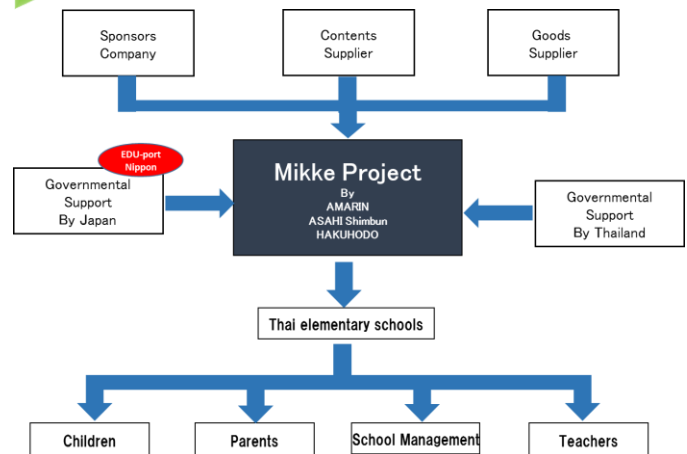 Sponsors
Company
Contents
Supplier
Goods
Supplier
EDU-port
Nippon
Governmental
Support
By Japan
Mikke Project
By
AMARIN
ASAHI Shimbun
HAKUHODO
Governmental
Support
By Thailand
Thai elementary schools
Children
Parents
School Management
Teachers